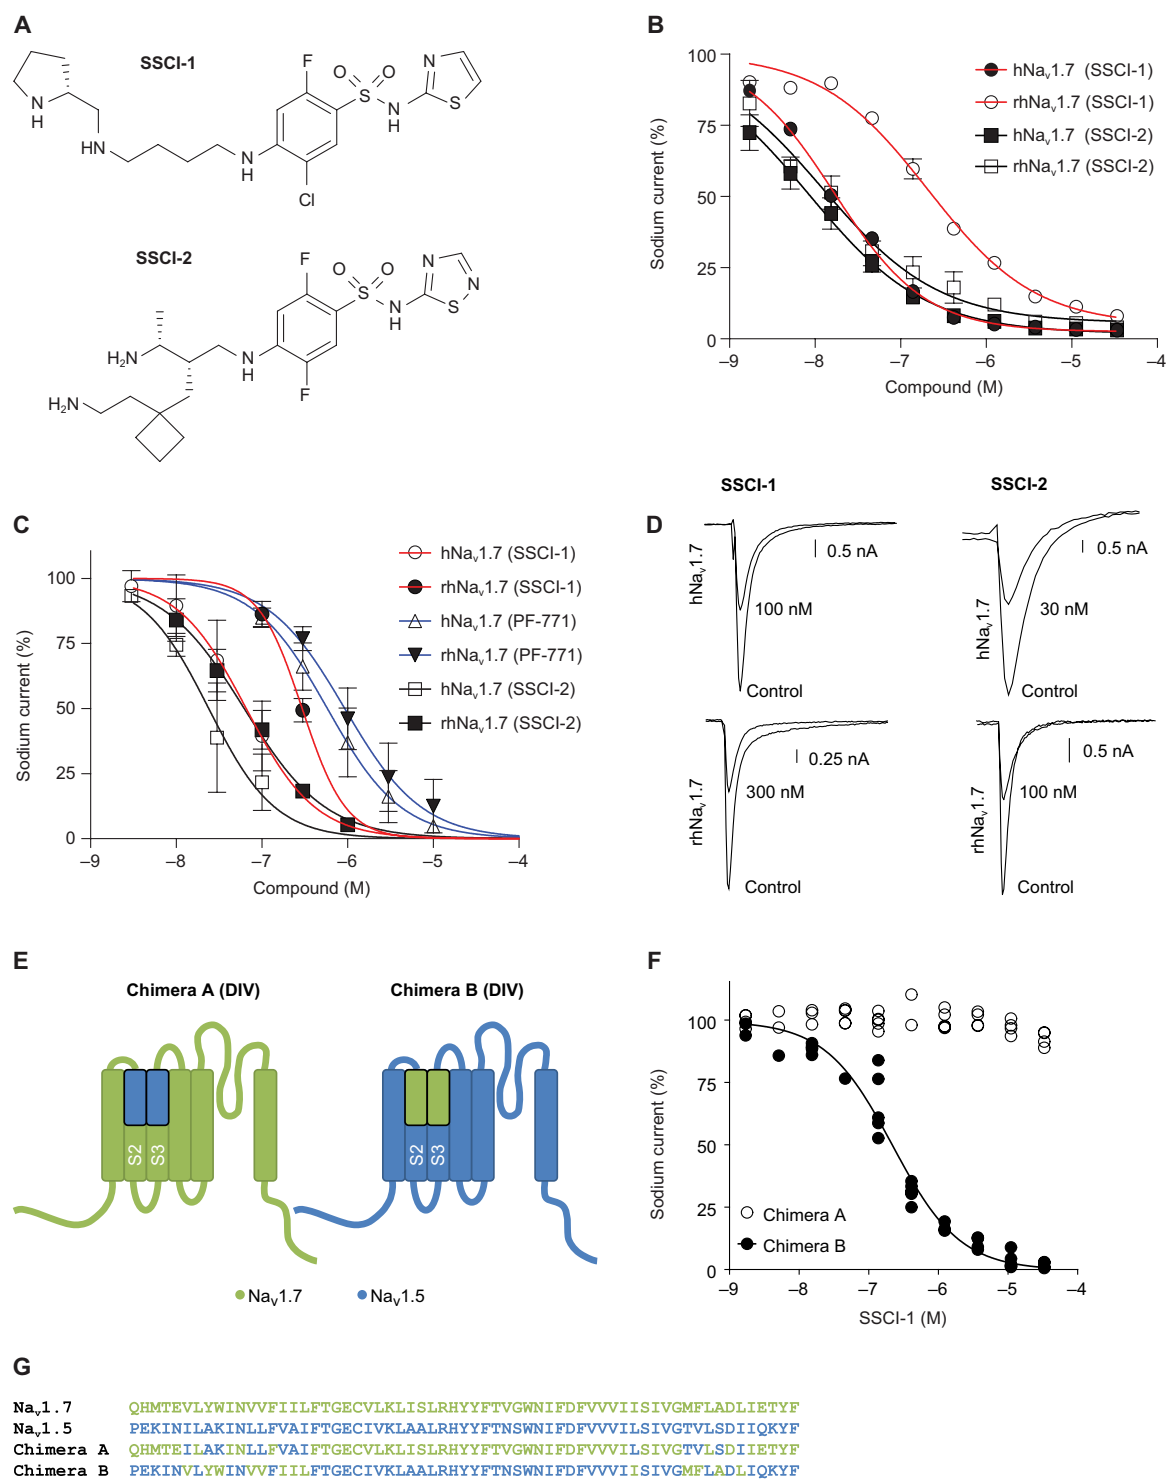 A
SSCI-1
H
N
HN
N
H
F
Cl
O O
S
N
H
N
S
SSCI-2
H2N
H2N
N
H
F
F
O O
S
N
H
N
N
S
B
Sodium current (%)
100
75
50
25
0
–9 –8 –7 –6 –5 –4
Compound (M)
hNav1.7 (SSCI-1)
rhNav1.7 (SSCI-1)
hNav1.7 (SSCI-2)
rhNav1.7 (SSCI-2)
C
Sodium current (%)
100
75
50
25
0
–9 –8 –7 –6 –5 –4
Compound (M)
hNav1.7 (SSCI-1)
rhNav1.7 (SSCI-1)
hNav1.7 (PF-771)
rhNav1.7 (PF-771)
hNav1.7 (SSCI-2)
rhNav1.7 (SSCI-2)
D
SSCI-1
SSCI-2
hNav1.7
0.5 nA
100 nM
Control
hNav1.7
0.5 nA
30 nM
Control
rhNav1.7
0.25 nA
300 nM
Control
rhNav1.7
0.5 nA
100 nM
Control
E
Chimera A (DIV)
Chimera B (DIV)
S2 S3
S2 S3
NaV1.7 NaV1.5
F
Sodium current (%)
100
75
50
25
0
–9 –8 –7 –6 –5 –4
SSCI-1 (M)
Chimera A
Chimera B
G
Nav1.7 QHMTEVLYWINVVFIILFTGECVLKLISLRHYYFTVGWNIFDFVVVIISIVGMFLADLIETYF
Nav1.5 PEKINILAKINLLFVAIFTGECIVKLAALRHYYFTNSWNIFDFVVVILSIVGTVLSDIIQKYF
Chimera A QHMTEILAKINLLFVAIFTGECVLKLISLRHYYFTVGWNIFDFVVVILSIVGTVLSDIIETYF
Chimera B PEKINVLYWINVVFIILFTGECIVKLAALRHYYFTNSWNIFDFVVVIISIVGMFLADLIQKYF